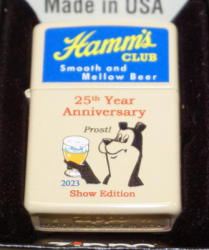 Made in USA
Hamm's
CLUB
Smooth and
Mellow Beer
25th Year
Anniversary
Prost!
2023
Show Edition